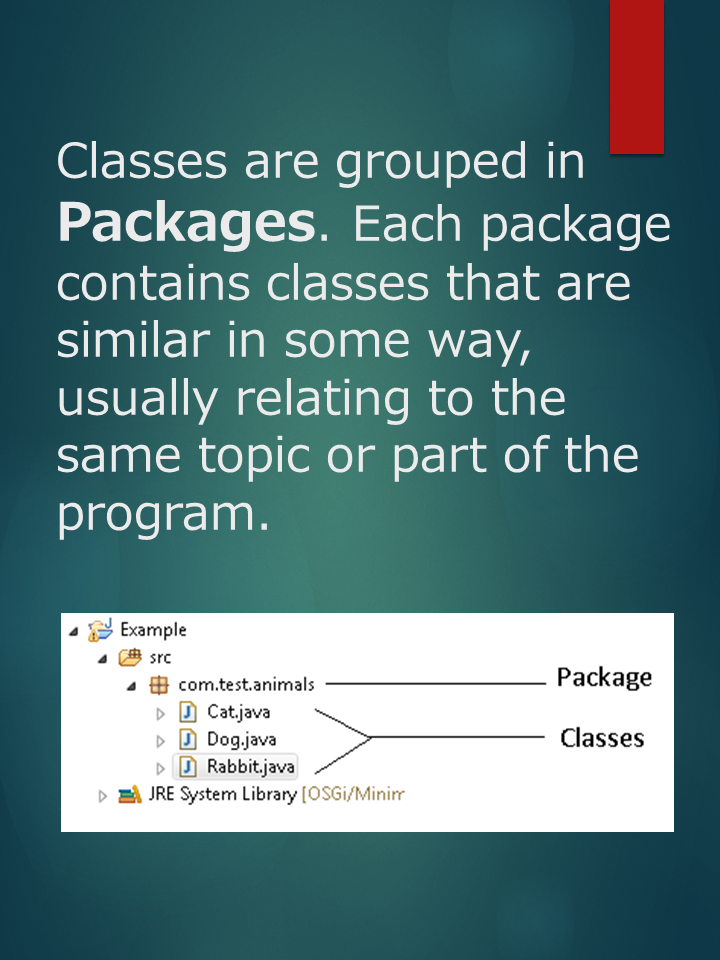 Classes are grouped in
Packages. Each package
contains classes that are
similar in some way,
usually relating to the
same topic or part of the
program.
Example
src
com.test.animals
Package
Cat.java
Dog.java
Classes
Rabbit.java
JRE System Library [OSGi/Minim